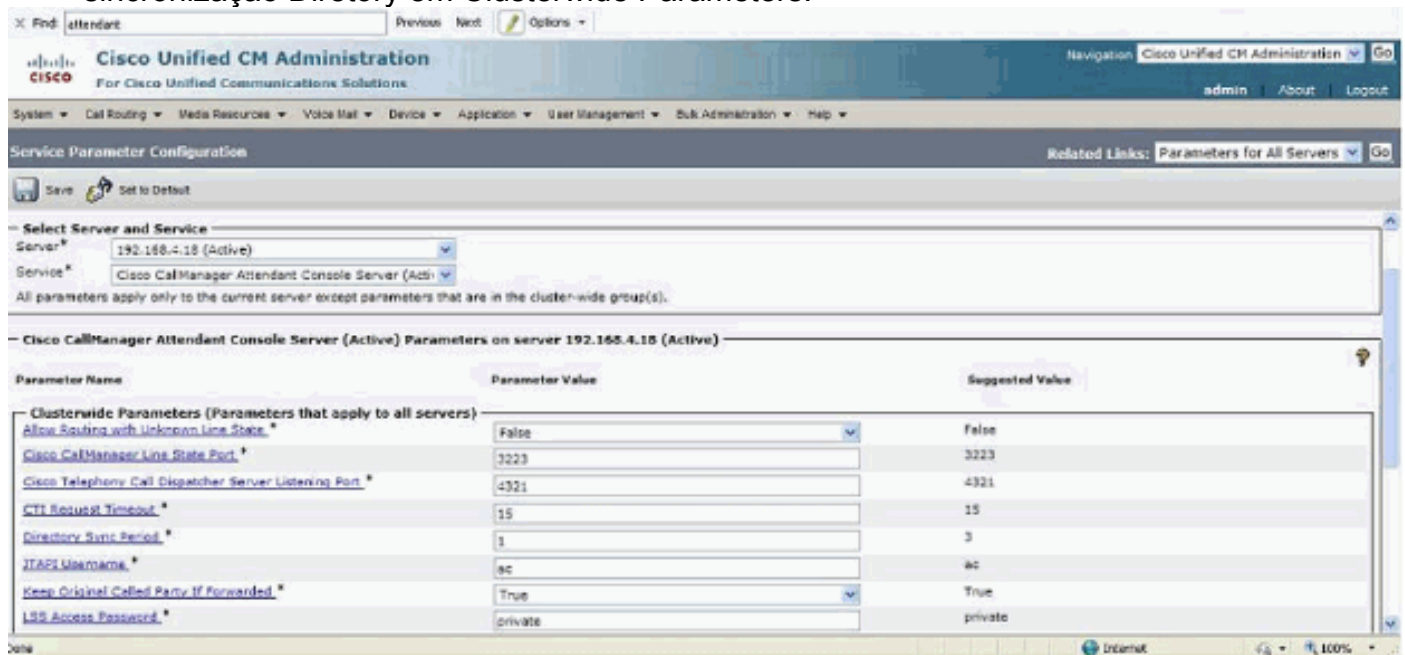 sincronização Diretory em Clusterwide Parameters.
× Find: attendant Previous Next Options
cisco Cisco Unified CM Administration
For Cisco Unified Communications Solutions
Navigation Cisco Unified CM Administration Go
admin About Logout
System Call Routing Media Resources Voice Mail Device Application User Management Bulk Administration Help
Service Parameter Configuration Related Links: Parameters for All Servers Go
Save Set to Default
Select Server and Service
Server* 192.168.4.18 (Active)
Service* Cisco CallManager Attendant Console Server (Acti
All parameters apply only to the current server except parameters that are in the cluster-wide group(s).
Cisco CallManager Attendant Console Server (Active) Parameters on server 192.168.4.18 (Active)
?
Parameter Name Parameter Value Suggested Value
Clusterwide Parameters (Parameters that apply to all servers)
Allow Routing with Unknown Line State * False False
Cisco CallManager Line State Port * 3223 3223
Cisco Telephony Call Dispatcher Server Listening Port * 4321 4321
CTI Request Timeout * 15 15
Directory Sync Period * 1 3
JTAPI Username * ac ac
Keep Original Called Party If Forwarded * True True
LSS Access Password * private private
Done Internet 100%